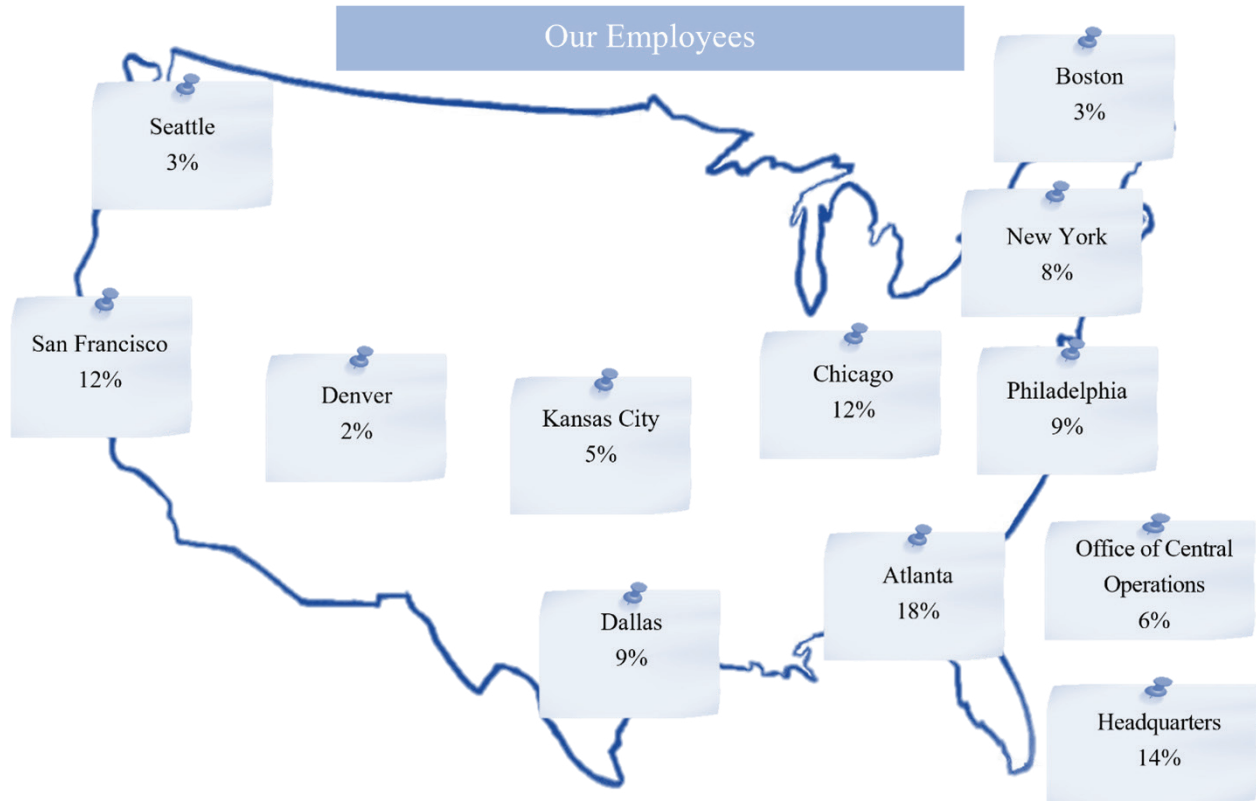 Our Employees
Boston
3%
Seattle
3%
New York
8%
San Francisco
12%
Denver
2%
Kansas City
5%
Chicago
12%
Philadelphia
9%
Atlanta
18%
Office of Central
Operations
6%
Dallas
9%
Headquarters
14%